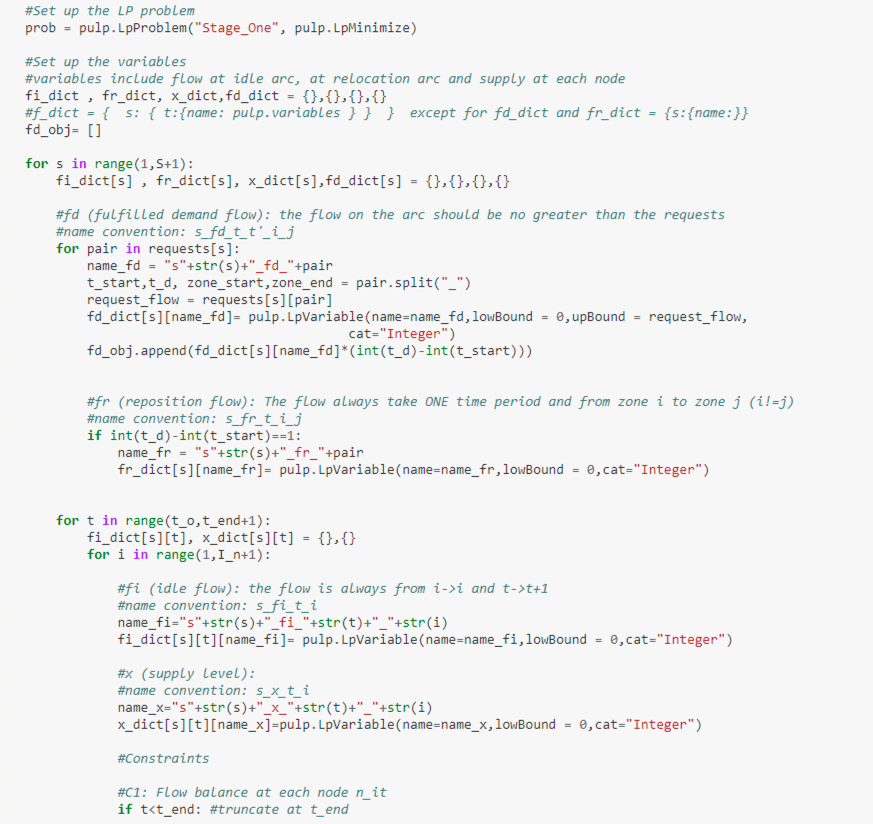 #Set up the LP problem
prob = pulp.LpProblem("Stage_One", pulp.LpMinimize)
#Set up the variables
#variables include flow at idle arc, at relocation arc and supply at each node
fi_dict , fr_dict, x_dict,fd_dict = {},{},{},{}
#f_dict = {  s: { t:{name: pulp.variables } }  }  except for fd_dict and fr_dict = {s:{name:}}
fd_obj= []
for s in range(1,S+1):
    fi_dict[s] , fr_dict[s], x_dict[s],fd_dict[s] = {},{},{},{}
    #fd (fulfilled demand flow): the flow on the arc should be no greater than the requests
    #name convention: s_fd_t_t'_i_j
    for pair in requests[s]:
        name_fd = "s"+str(s)+"_fd_"+pair
        t_start,t_d, zone_start,zone_end = pair.split("_")
        request_flow = requests[s][pair]
        fd_dict[s][name_fd]= pulp.LpVariable(name=name_fd,lowBound = 0,upBound = request_flow,
                                          cat="Integer")
        fd_obj.append(fd_dict[s][name_fd]*(int(t_d)-int(t_start)))
        #fr (reposition flow): The flow always take ONE time period and from zone i to zone j (i!=j)
        #name convention: s_fr_t_i_j
        if int(t_d)-int(t_start)==1:
            name_fr = "s"+str(s)+"_fr_"+pair
            fr_dict[s][name_fr]= pulp.LpVariable(name=name_fr,lowBound = 0,cat="Integer")
    for t in range(t_o,t_end+1):
        fi_dict[s][t], x_dict[s][t] = {},{}
        for i in range(1,I_n+1):
            #fi (idle flow): the flow is always from i->i and t->t+1
            #name convention: s_fi_t_i
            name_fi="s"+str(s)+"_fi_"+str(t)+"_"+str(i)
            fi_dict[s][t][name_fi]= pulp.LpVariable(name=name_fi,lowBound = 0,cat="Integer")
            #x (supply level):
            #name convention: s_x_t_i
            name_x="s"+str(s)+"_x_"+str(t)+"_"+str(i)
            x_dict[s][t][name_x]=pulp.LpVariable(name=name_x,lowBound = 0,cat="Integer")
            #Constraints
            #C1: Flow balance at each node n_it
            if t<t_end: #truncate at t_end